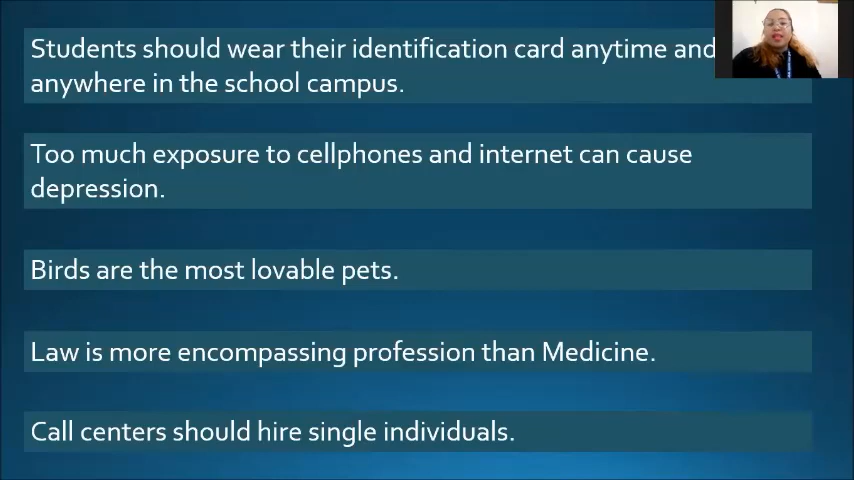 Students should wear their identification card anytime and
anywhere in the school campus.
Too much exposure to cellphones and internet can cause
depression.
Birds are the most lovable pets.
Law is more encompassing profession than Medicine.
Call centers should hire single individuals.